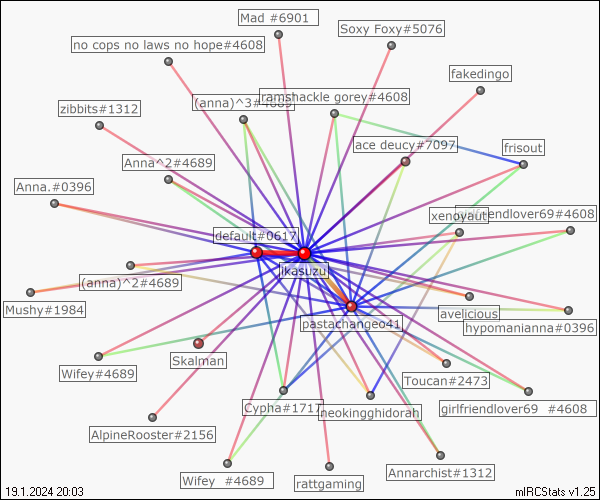 Mad #6901
Soxy Foxy#5076
no cops no laws no hope#4608
fakedingo
(anna)^3#4689
ramshackle gorey#4608
zibbits#1312
ace deucy#7097
frisout
Anna^2#4689
Anna.#0396
xenoyaut
girlfriendlover69#4608
default#0617
ikasuzu
(anna)^2#4689
Mushy#1984
avelicious
hypomanianna#0396
pastachangeo41
Skalman
Wifey#4689
Toucan#2473
Cypha#1717
neokingghidorah
girlfriendlover69 #4608
AlpineRooster#2156
Wifey #4689
rattgaming
Annarchist#1312
19.1.2024 20:03
mIRCStats v1.25